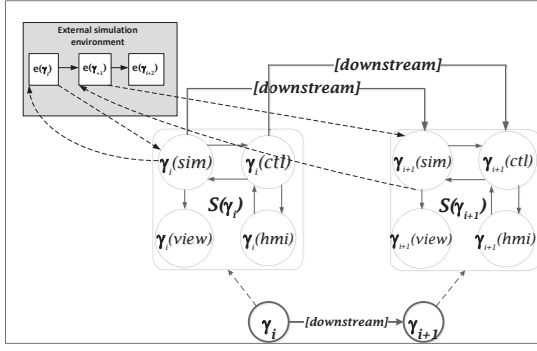 External simulation
environment
e(γi) e(γi+1) e(γi+2)
[downstream]
[downstream]
γi(sim) γi(ctl) γi+1(sim) γi+1(ctl)
S(γi) S(γi+1)
γi(view) γi(hmi) γi+1(view) γi+1(hmi)
γi [downstream] γi+1